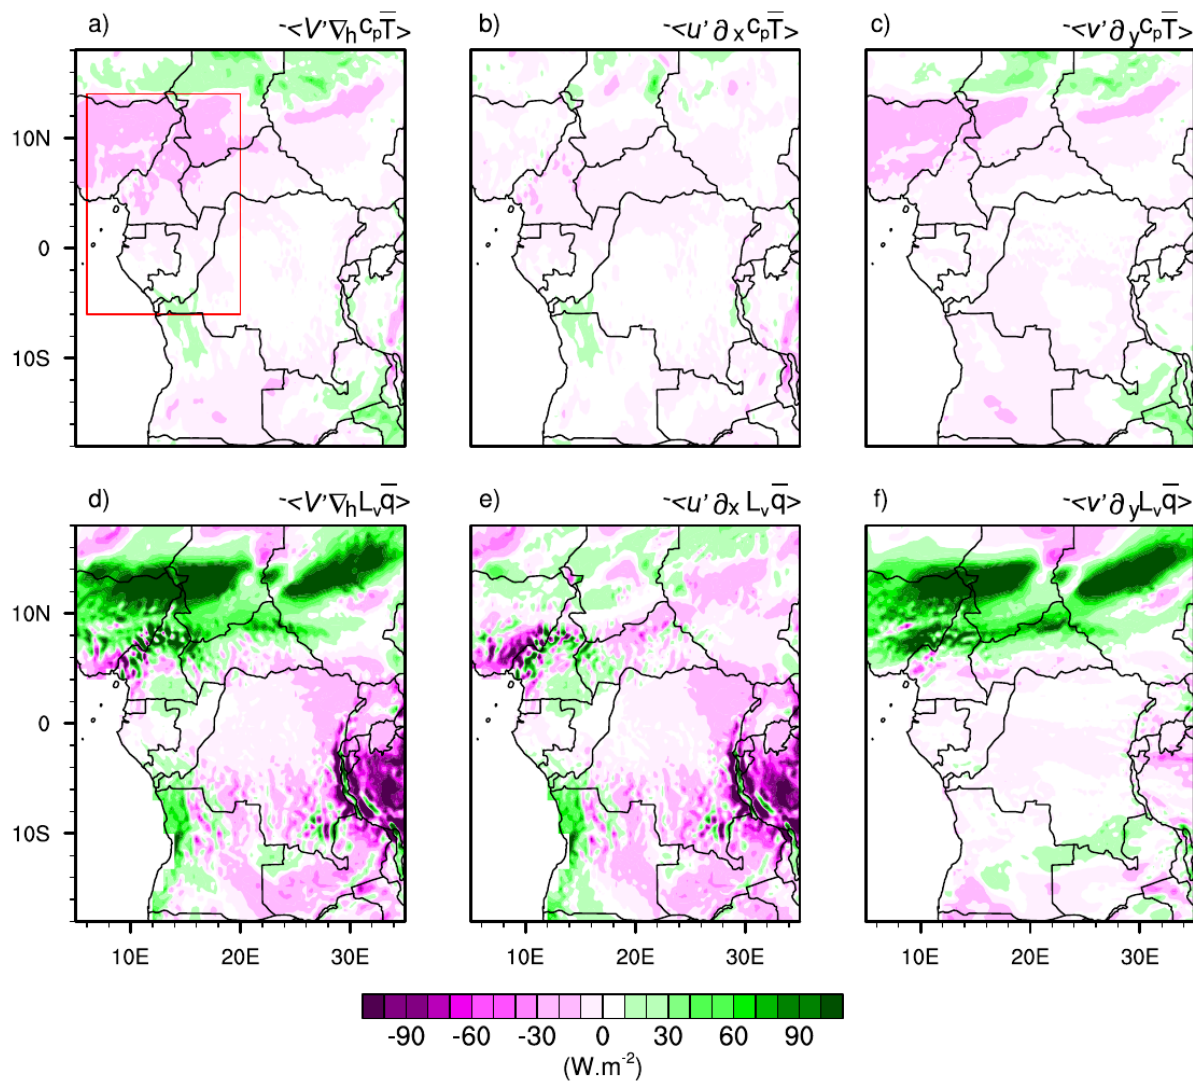 a) -<V'∇hcpT̅>
b) -<u'∂xcpT̅>
c) -<v'∂ycpT̅>
10N
0
10S
d) -<V'∇hLvq̅>
e) -<u'∂xLvq̅>
f) -<v'∂yLvq̅>
10N
0
10S
10E 20E 30E
10E 20E 30E
10E 20E 30E
-90 -60 -30 0 30 60 90
(W.m-2)